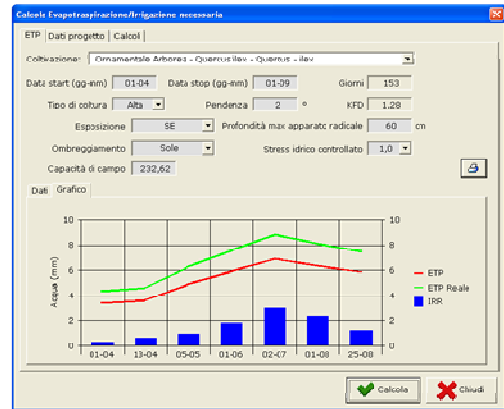 Calcolo Evapotraspirazione/Irrigazione necessaria
ETP Dati progetto Calcoli
Coltivazione: Ornamentale Arborea - Quercus ilex - Quercus - ilex
Data start (gg-mm) 01-04 Data stop (gg-mm) 01-09 Giorni 153
Tipo di coltura Alta Pendenza 2 ° KFD 1,28
Esposizione SE Profondità max apparato radicale 60 cm
Ombreggiamento Sole Stress idrico controllato 1,0
Capacità di campo 232,62
Dati Grafico
10 10
8 8
6 6
4 4
2 2
0 0
Acqua (mm)
01-04 13-04 05-05 01-06 02-07 01-08 25-08
ETP
ETP Reale
IRR
Calcola Chiudi